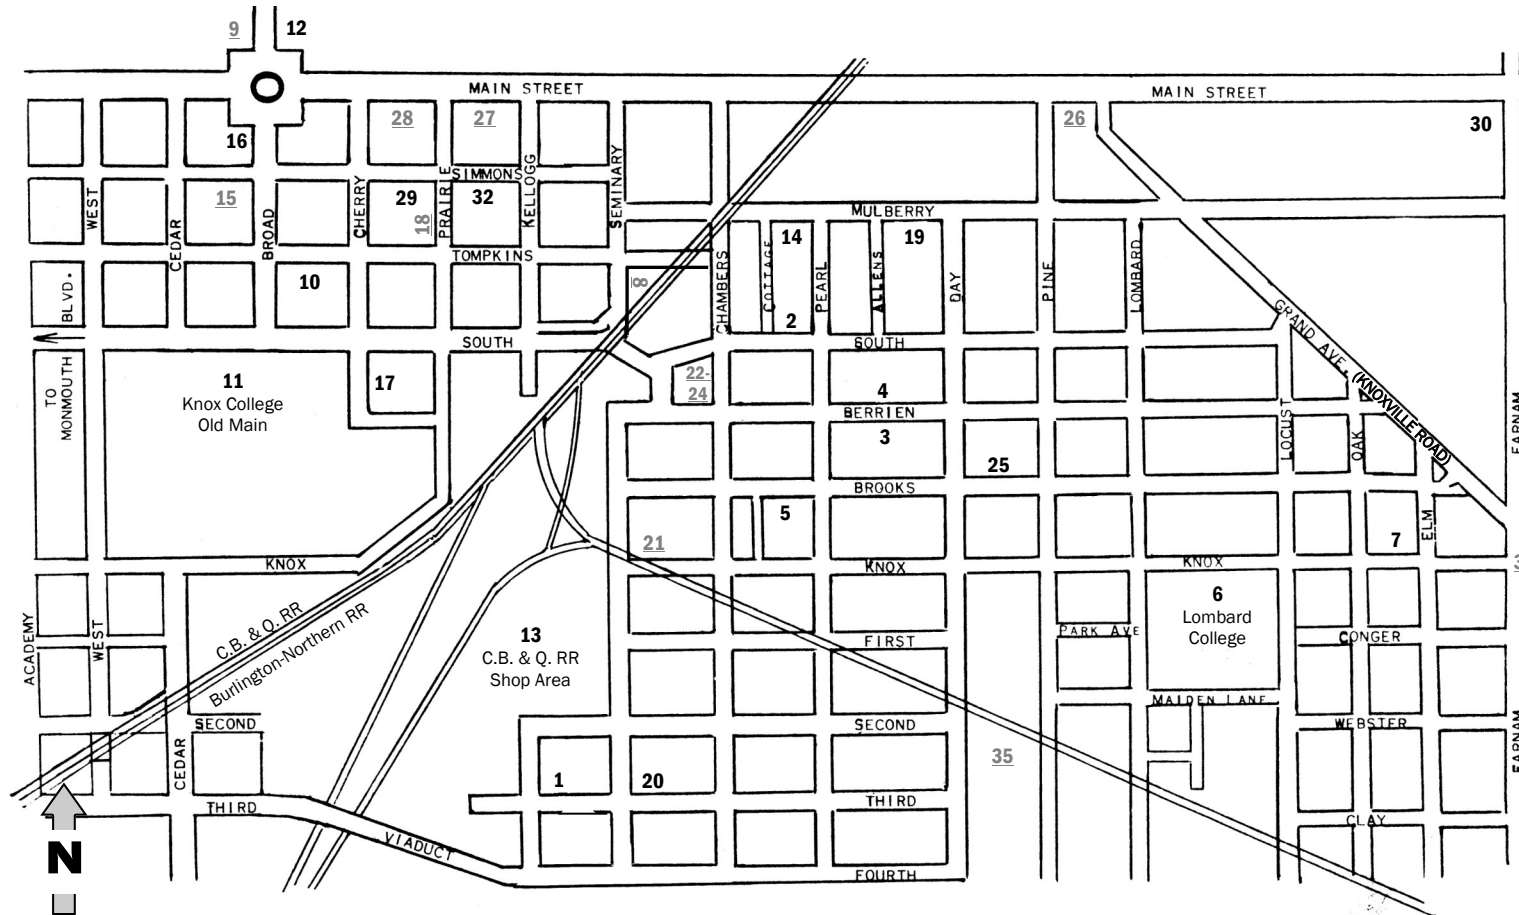 9
12
MAIN STREET
MAIN STREET
28
27
26
30
16
SIMMONS
WEST
CEDAR
15
BROAD
CHERRY
29
18
PRAIRIE
32
KELLOGG
SEMINARY
MULBERRY
TOMPKINS
14
19
BLVD.
10
8
CHAMBERS
COTTAGE
PEARL
ALLENS
DAY
PINE
LOMBARD
2
GRAND AVE.
(KNOXVILLE ROAD)
SOUTH
SOUTH
TO
MONMOUTH
11
Knox College
Old Main
17
22-
24
4
BERRIEN
3
LOCUST
OAK
FARNAM
25
BROOKS
5
ELM
21
7
KNOX
KNOX
KNOX
6
Lombard
College
ACADEMY
WEST
C.B. & Q. RR
Burlington-Northern RR
13
C.B. & Q. RR
Shop Area
FIRST
PARK AVE
CONGER
MAIDEN LANE
SECOND
SECOND
WEBSTER
FARNAM
CEDAR
35
1
20
THIRD
THIRD
CLAY
VIADUCT
N
FOURTH